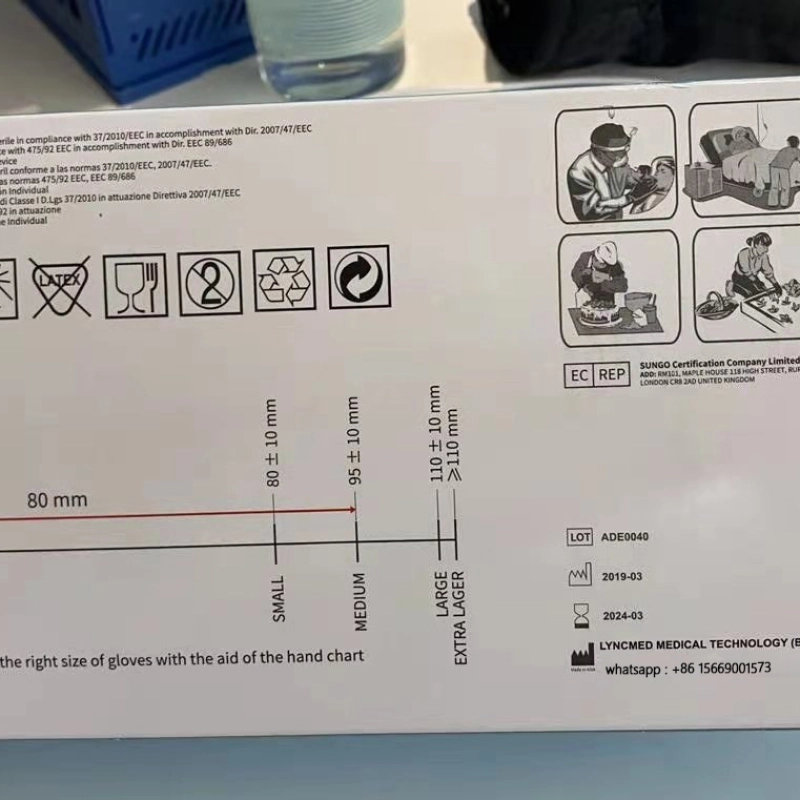 rile in compliance with 37/2010/EEC in accomplishment with Dir. 2007/47/EEC
e with 475/92 EEC in accomplishment with Dir. EEC 89/686
evice
ril conforme a las normas 37/2010/EEC, 2007/47/EEC.
as normas 475/92 EEC, EEC 89/686
in Individual
di Classe I D.Lgs 37/2010 in attuazione Direttiva 2007/47/EEC
92 in attuazione
e Individual
LATEX
2
EC REP
SUNGO Certification Company Limited
ADD: RM101, MAPLE HOUSE 118 HIGH STREET, PUR
LONDON CR8 2AD UNITED KINGDOM
80 ± 10 mm
95 ± 10 mm
110 ± 10 mm
⩾110 mm
80 mm
SMALL
MEDIUM
LARGE
EXTRA LAGER
the right size of gloves with the aid of the hand chart
LOT ADE0040
2019-03
2024-03
LYNCMED MEDICAL TECHNOLOGY (B
whatsapp : +86 15669001573